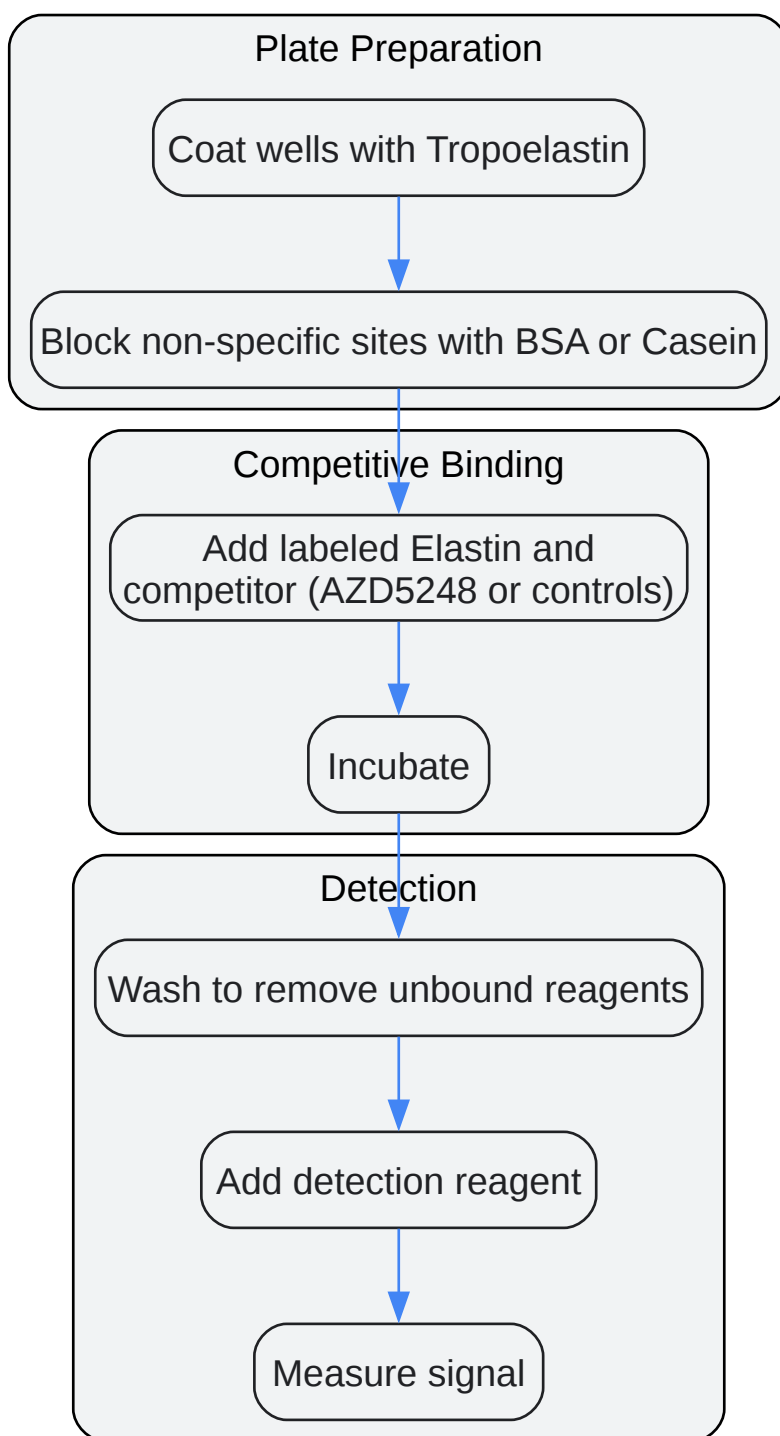 Plate Preparation
Coat wells with Tropoelastin
Block non-specific sites with BSA or Casein
Competitive Binding
Add labeled Elastin and
competitor (AZD5248 or controls)
Incubate
Detection
Wash to remove unbound reagents
Add detection reagent
Measure signal